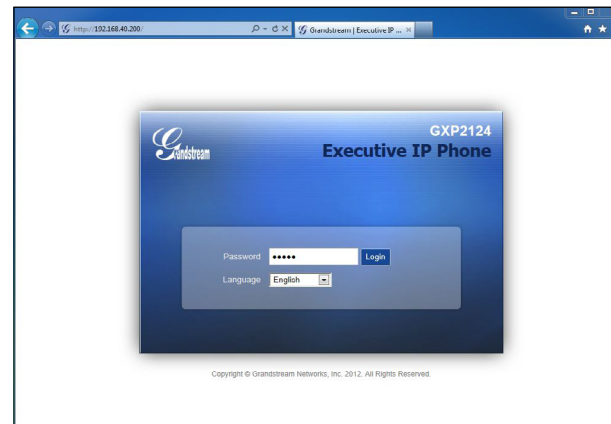 http://192.168.40.200/
Grandstream | Executive IP ...
Grandstream
GXP2124
Executive IP Phone
Password
Login
Language English
Copyright © Grandstream Networks, Inc. 2012. All Rights Reserved.